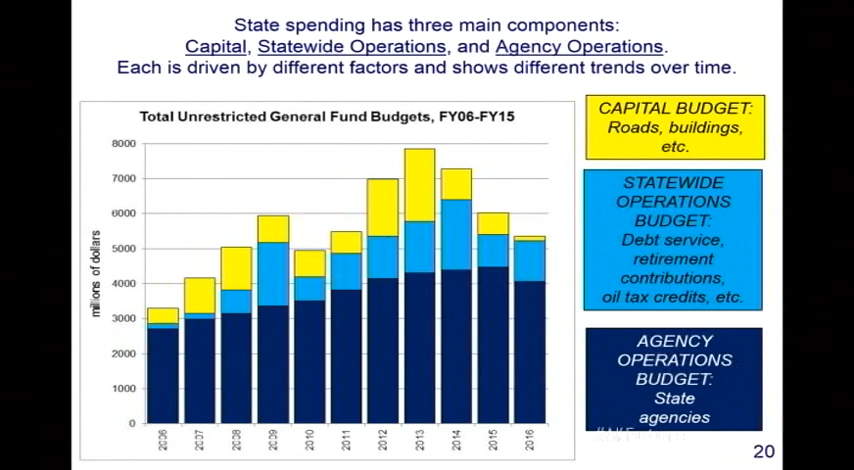 State spending has three main components:
Capital, Statewide Operations, and Agency Operations.
Each is driven by different factors and shows different trends over time.
Total Unrestricted General Fund Budgets, FY06-FY15
millions of dollars
8000
7000
6000
5000
4000
3000
2000
1000
0
2006
2007
2008
2009
2010
2011
2012
2013
2014
2015
2016
CAPITAL BUDGET:
Roads, buildings,
etc.
STATEWIDE
OPERATIONS
BUDGET:
Debt service,
retirement
contributions,
oil tax credits, etc.
AGENCY
OPERATIONS
BUDGET:
State
agencies
20